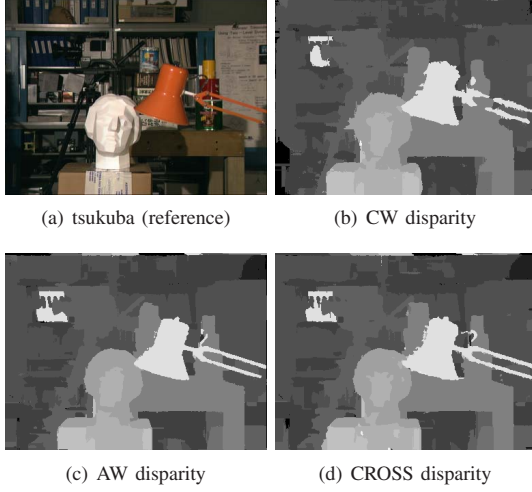 (a) tsukuba (reference)
(b) CW disparity
(c) AW disparity
(d) CROSS disparity